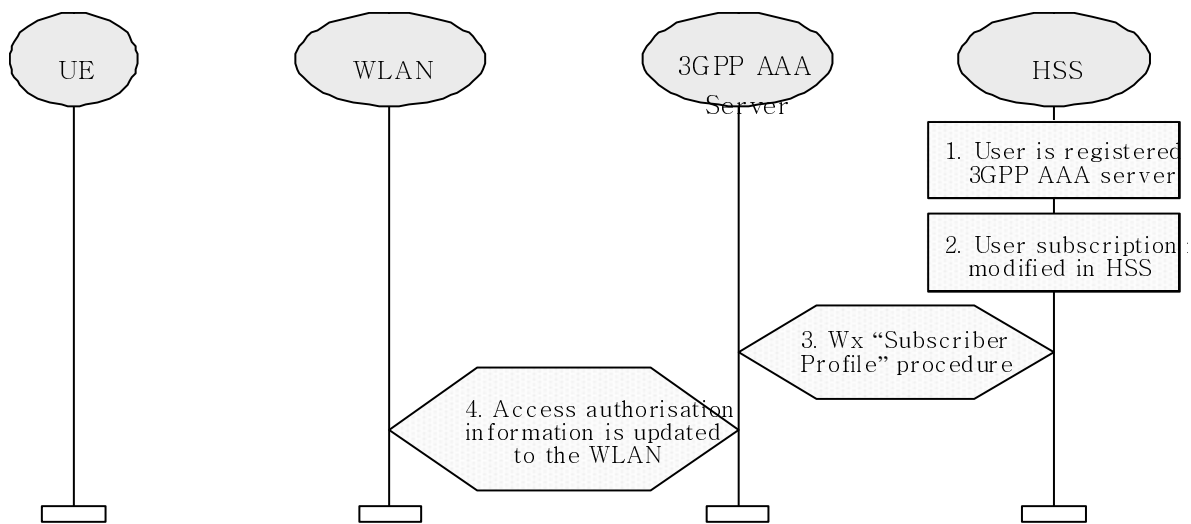 UE
WLAN
3GPP AAA
Server
HSS
1. User is registered
3GPP AAA server
2. User subscription
modified in HSS
3. Wx “Subscriber
Profile” procedure
4. Access authorisation
information is updated
to the WLAN